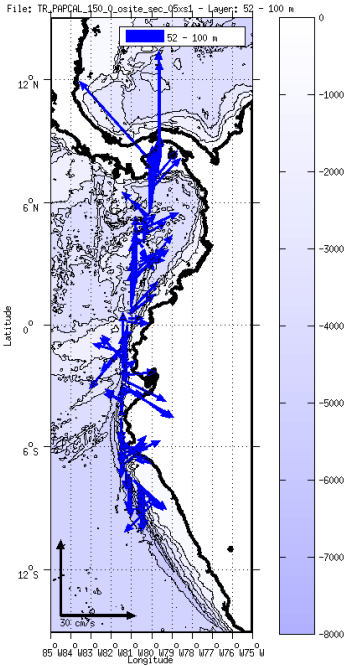 File: TR_PAPCAL_150_0_osite_sec_05xs1 - Layer: 52 - 100 m
52 - 100 m
0
-1000
-2000
-3000
-4000
-5000
-6000
-7000
-8000
12°N
6°N
0°
6°S
12°S
Latitude
30 cm/s
85°W84°W83°W82°W81°W80°W79°W78°W77°W76°W75°W
Longitude